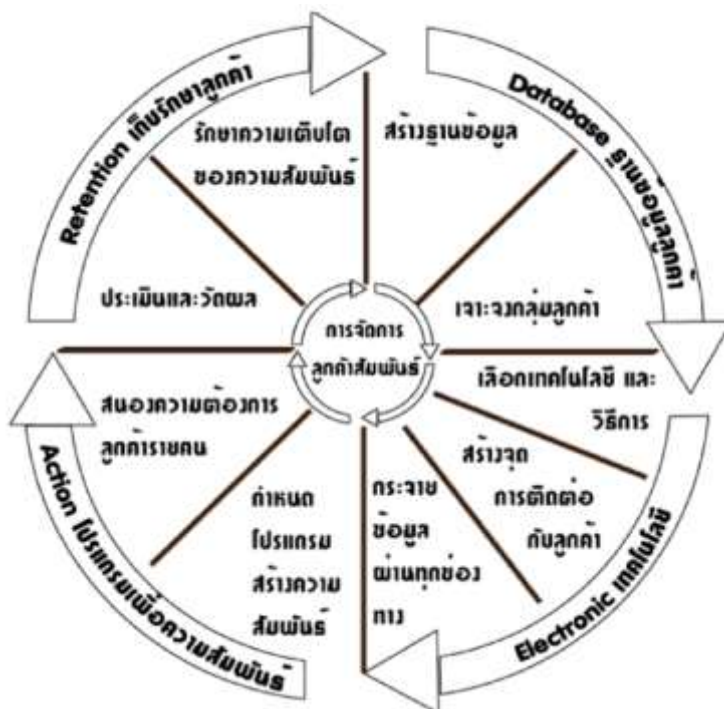 Retention เก็บรักษาลูกค้า
Database ฐานข้อมูลลูกค้า
รักษาความเติบโต
ของความสัมพันธ์
สร้างฐานข้อมูล
ประเมินและวัดผล
การจัดการ
ลูกค้าสัมพันธ์
เจาะจงกลุ่มลูกค้า
เลือกเทคโนโลยี และ
วิธีการ
สร้างจุด
การติดต่อ
กับลูกค้า
กระจาย
ข้อมูล
ผ่านทุกช่อง
ทาง
กำหนด
โปรแกรม
สร้างความ
สัมพันธ์
สนองความต้องการ
ลูกค้ารายคน
Electronic เทคโนโลยี
Action โปรแกรมเพื่อความสัมพันธ์